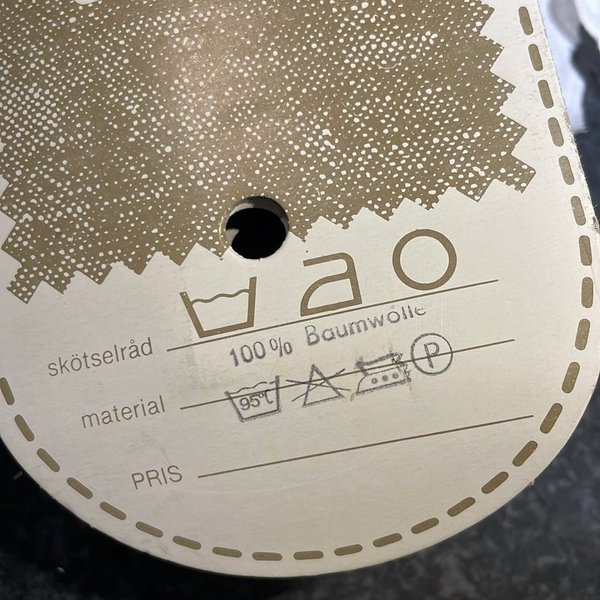 skötselråd
100% Baumwolle
material
95°C P
PRIS